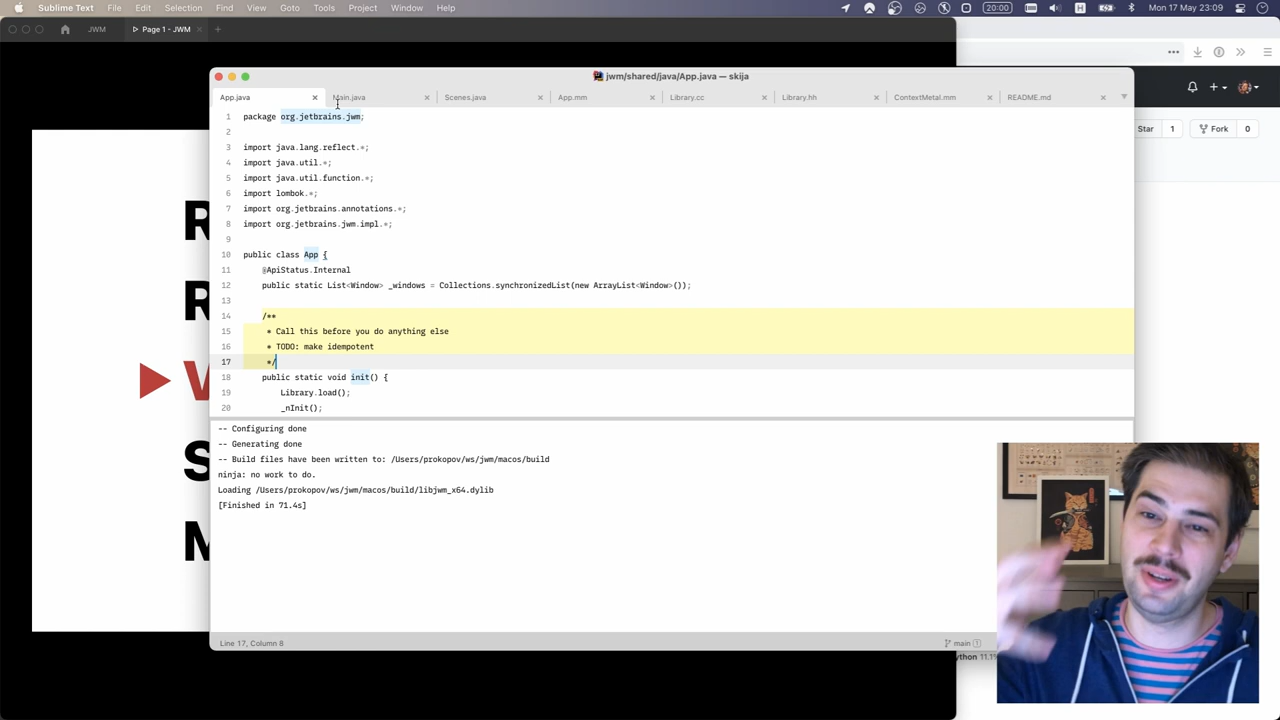 Sublime Text File Edit Selection Find View Goto Tools Project Window Help
20:00 Mon 17 May 23:09
JWM Page 1 - JWM
jwm/shared/java/App.java — skija
App.java Main.java Scenes.java App.mm Library.cc Library.hh ContextMetal.mm README.md
1 package org.jetbrains.jwm;
2
3 import java.lang.reflect.*;
4 import java.util.*;
5 import java.util.function.*;
6 import lombok.*;
7 import org.jetbrains.annotations.*;
8 import org.jetbrains.jwm.impl.*;
9
10 public class App {
11 @ApiStatus.Internal
12 public static List<Window> _windows = Collections.synchronizedList(new ArrayList<Window>());
13
14 /**
15 * Call this before you do anything else
16 * TODO: make idempotent
17 */
18 public static void init() {
19 Library.load();
20 _nInit();
Star 1 Fork 0
R
R
S
M
-- Configuring done
-- Generating done
-- Build files have been written to: /Users/prokopov/ws/jwm/macos/build
ninja: no work to do.
Loading /Users/prokopov/ws/jwm/macos/build/libjwm_x64.dylib
[Finished in 71.4s]
Line 17, Column 8
main 1